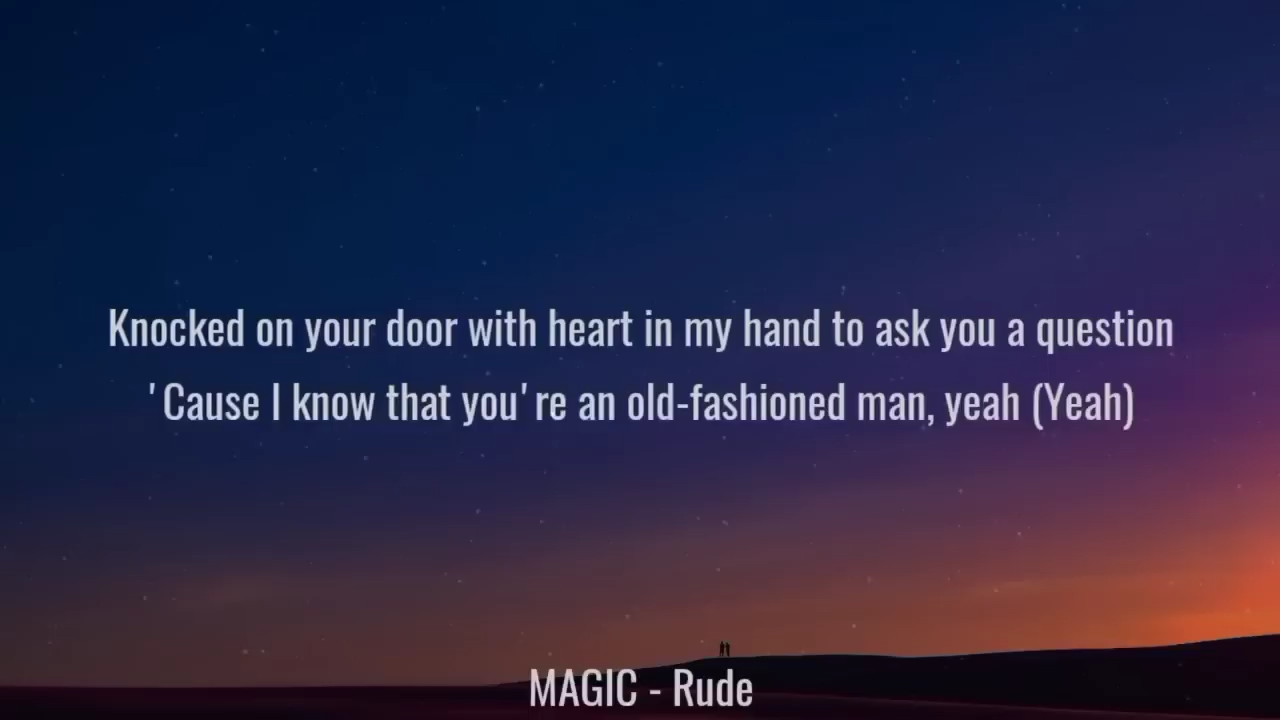 Knocked on your door with heart in my hand to ask you a question
'Cause I know that you're an old-fashioned man, yeah (Yeah)
MAGIC - Rude